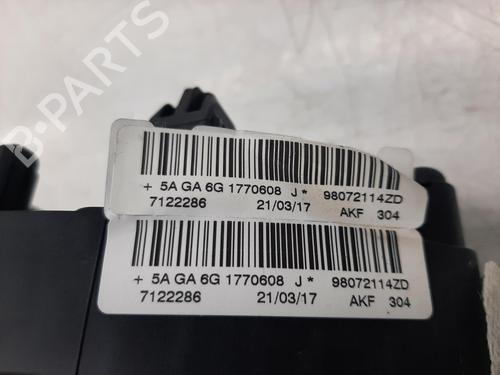 B-PARTS
+ 5A GA 6G 1770608 J* 98072114ZD
7122286 21/03/17 AKF 304
+ 5A GA 6G 1770608 J* 98072114ZD
7122286 21/03/17 AKF 304